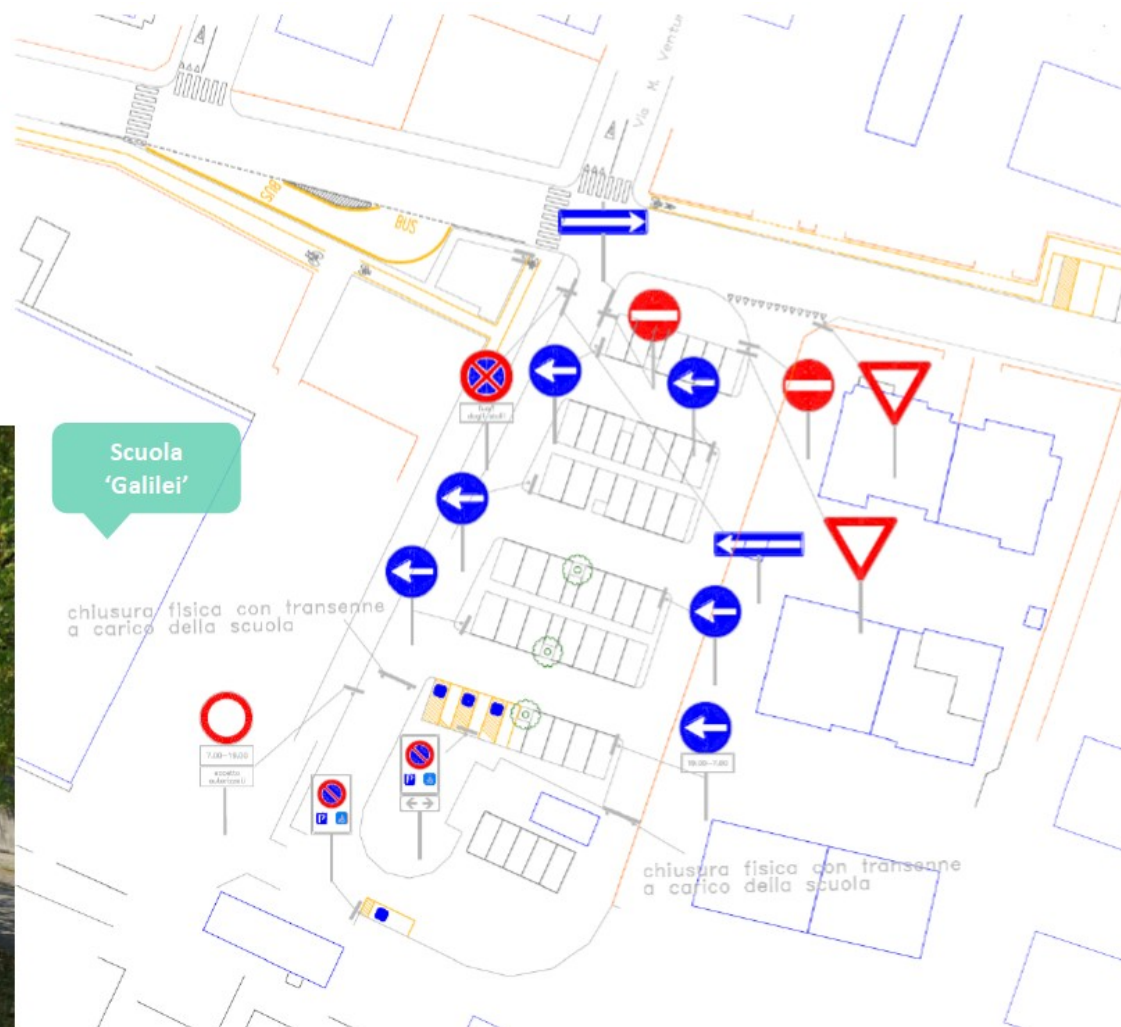 Via M. Ventu
BUS
BUS
Scuola
'Galilei'
chiusura fisica con transenne
a carico della scuola
7.00-19.00
eccetto
autorizzati
19.00-7.00
P
P
chiusura fisica con transenne
a carico della scuola